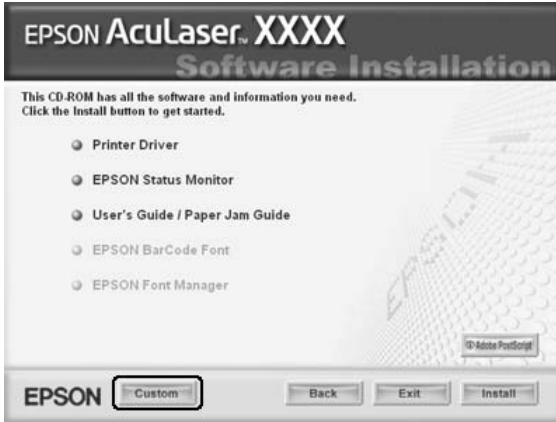 EPSON AcuLaser™ XXXX
Software Installation
This CD-ROM has all the software and information you need.
Click the Install button to get started.
Printer Driver
EPSON Status Monitor
User's Guide / Paper Jam Guide
EPSON BarCode Font
EPSON Font Manager
EPSON
Adobe PostScript
EPSON Custom Back Exit Install